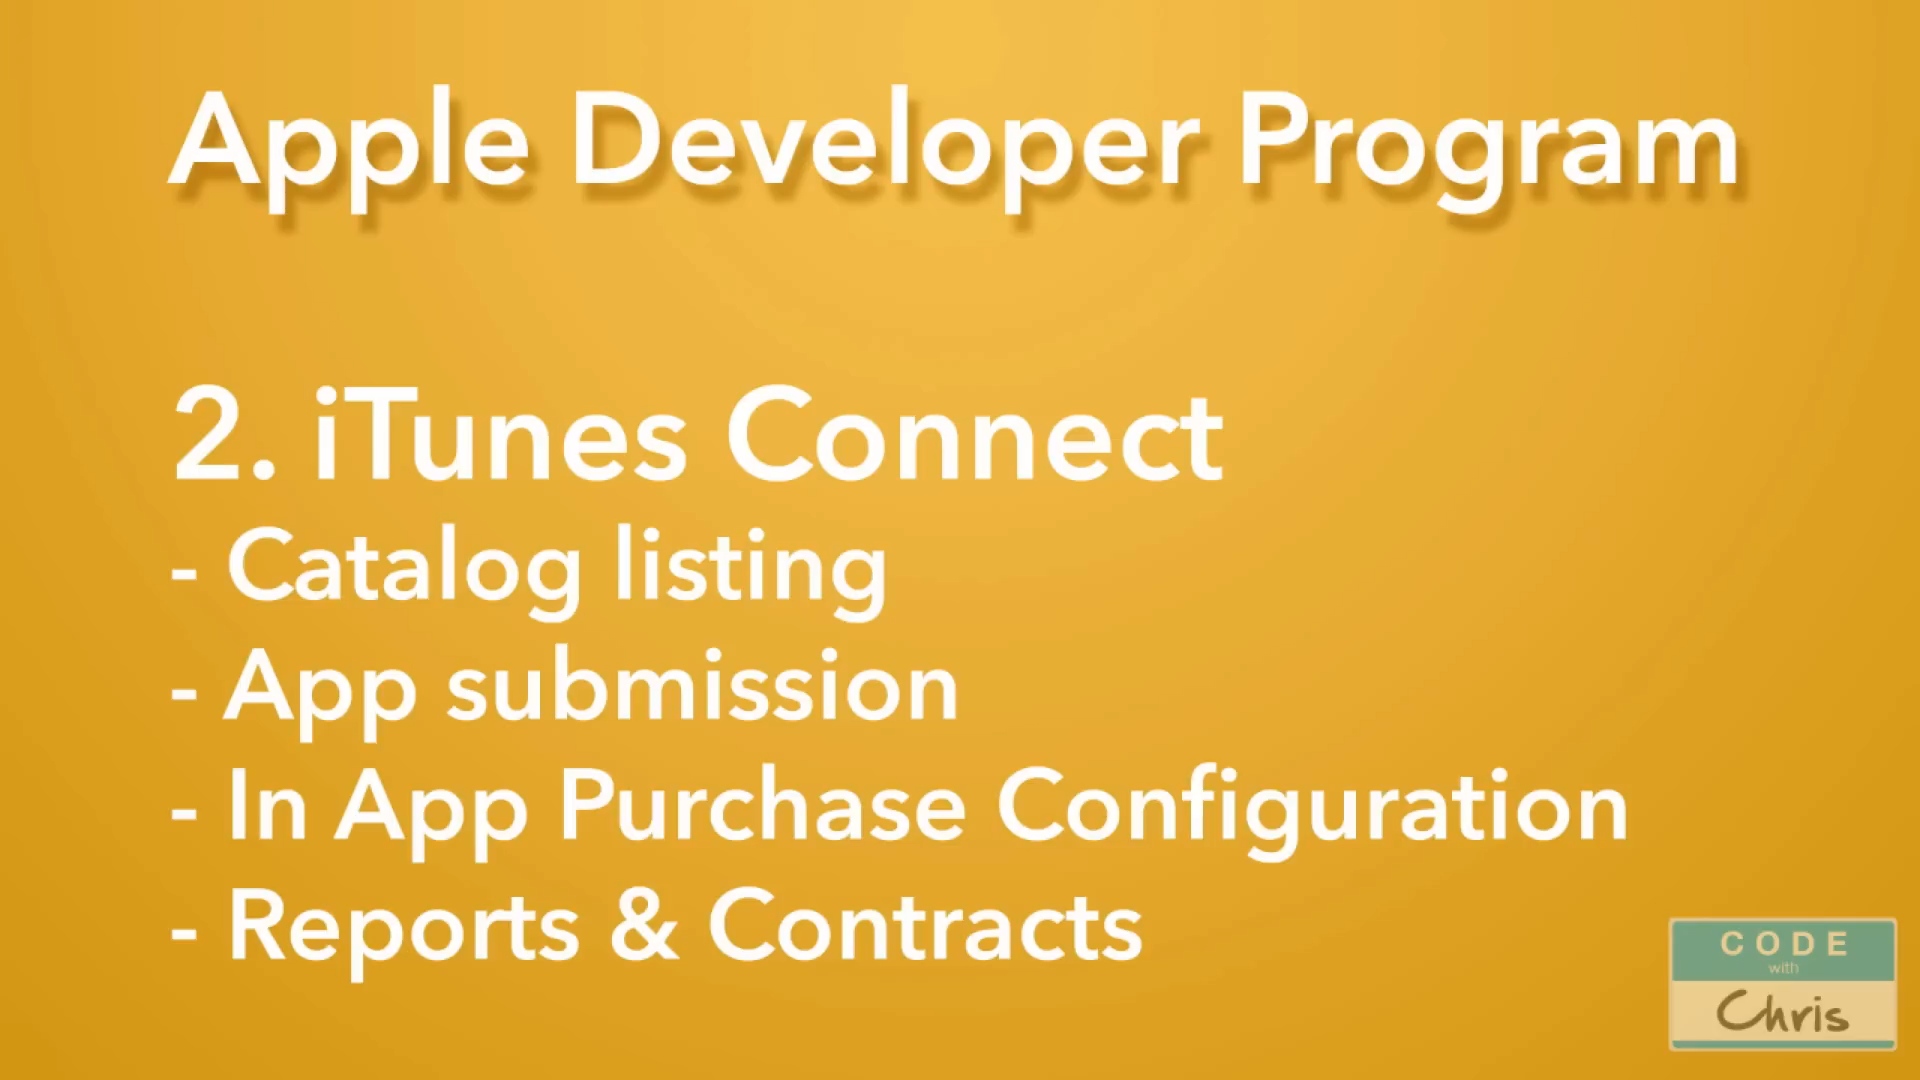 Apple Developer Program
2. iTunes Connect
- Catalog listing
- App submission
- In App Purchase Configuration
- Reports & Contracts
CODE
with
Chris